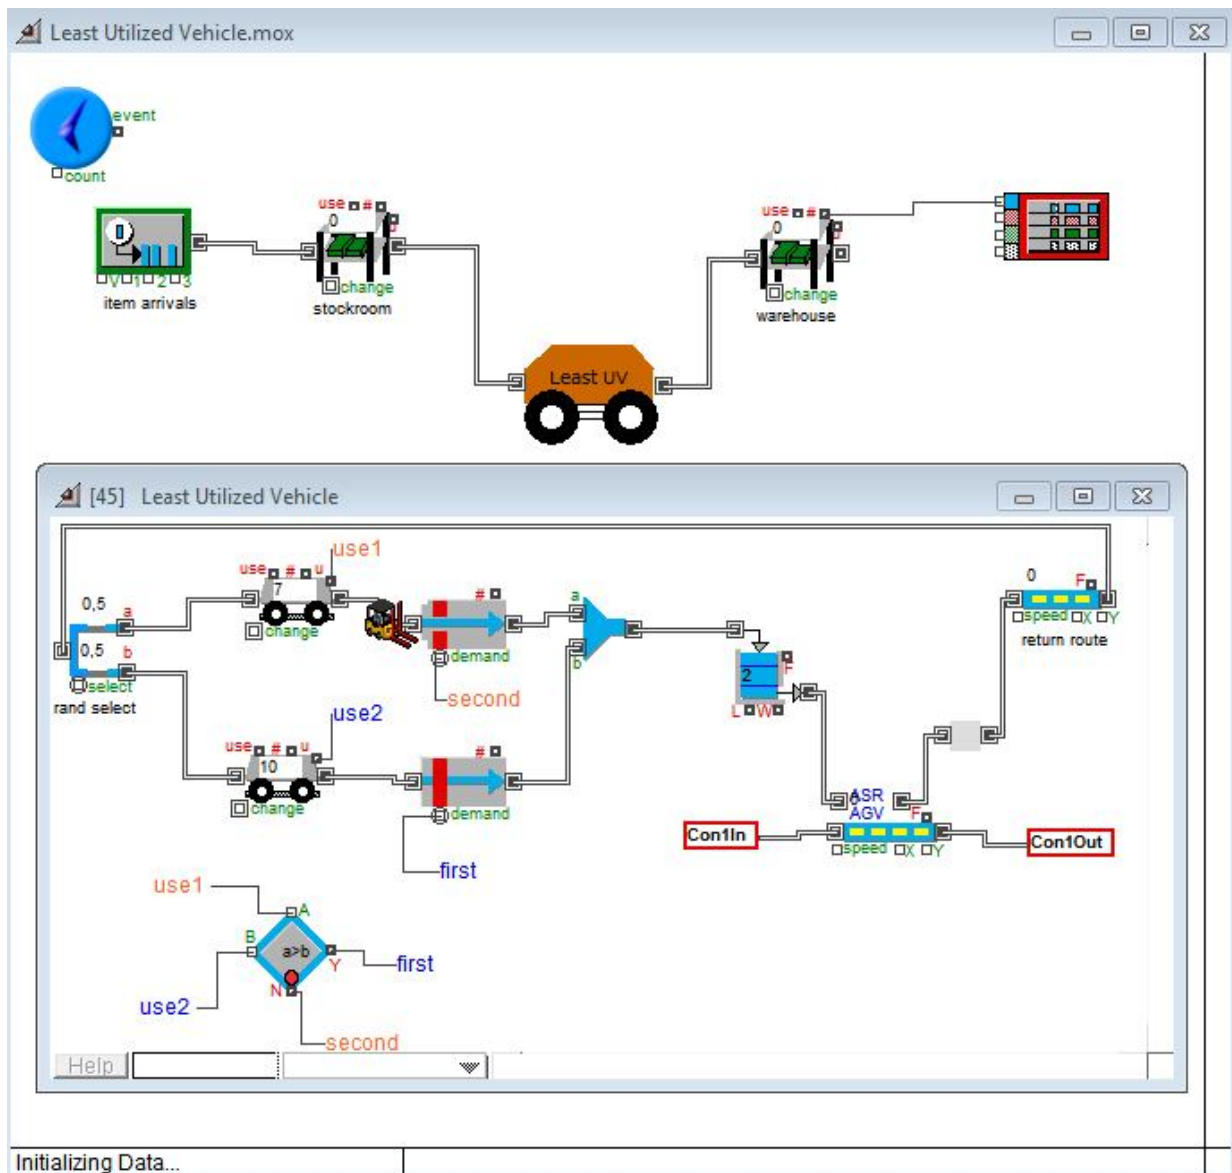 Least Utilized Vehicle.mox
event
count
use #
0
u
change
stockroom
V 1 2 3
item arrivals
use #
0
u
change
warehouse
Least UV
[45] Least Utilized Vehicle
use1
use # u
7
change
0,5 a
0,5 b
select
rand select
#
demand
second
a
b
2
F
L W
0
F
speed X Y
return route
use2
use # u
10
change
#
demand
first
ASR
AGV
F
speed X Y
Con1In
Con1Out
use1
A
B
a>b
Y
first
N
use2
second
Help
Initializing Data...